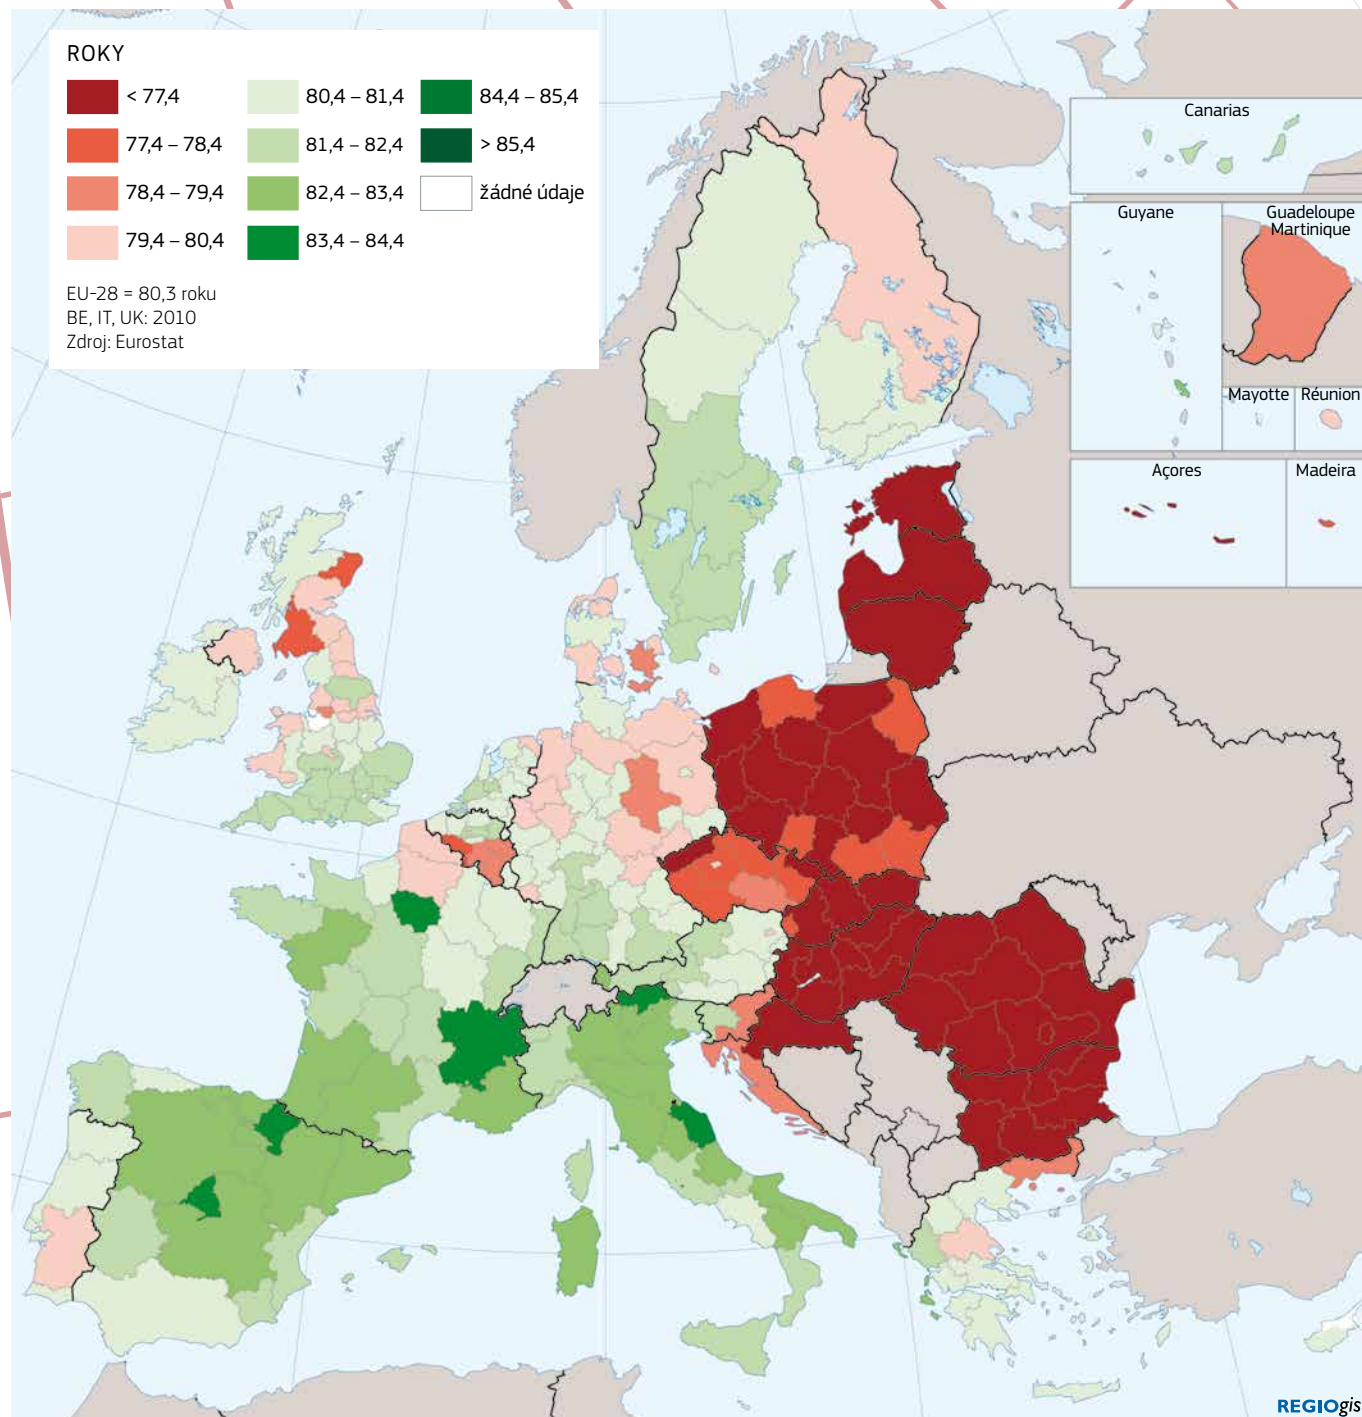 ROKY
< 77,4
77,4 – 78,4
78,4 – 79,4
79,4 – 80,4
80,4 – 81,4
81,4 – 82,4
82,4 – 83,4
83,4 – 84,4
84,4 – 85,4
> 85,4
žádné údaje
EU-28 = 80,3 roku
BE, IT, UK: 2010
Zdroj: Eurostat
Canarias
Guyane
Guadeloupe
Martinique
Mayotte
Réunion
Açores
Madeira
REGIOgis